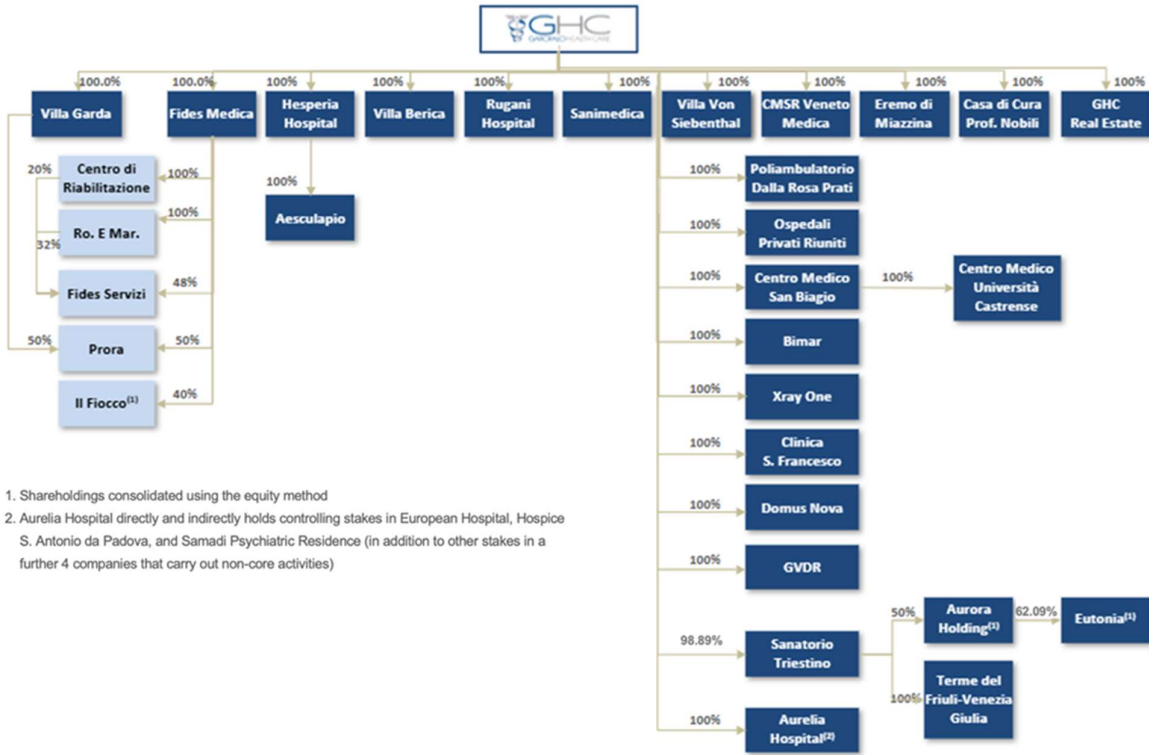 GHC
GAROFALO HEALTH CARE
100.0% 100.0% 100% 100% 100% 100% 100% 100% 100% 100% 100%
Villa Garda
Fides Medica
Hesperia
Hospital
Villa Berica
Rugani
Hospital
Sanimedica
Villa Von
Siebenthal
CMSR Veneto
Medica
Eremo di
Miazzina
Casa di Cura
Prof. Nobili
GHC
Real Estate
20%
Centro di
Riabilitazione
100%
100%
Ro. E Mar.
32%
Fides Servizi
48%
50%
Prora
50%
Il Fiocco(1)
40%
100%
Aesculapio
100%
Poliambulatorio
Dalla Rosa Prati
100%
Ospedali
Privati Riuniti
100%
Centro Medico
San Biagio
100%
Centro Medico
Università
Castrense
100%
Bimar
100%
Xray One
100%
Clinica
S. Francesco
100%
Domus Nova
100%
GVDR
98.89%
Sanatorio
Triestino
50%
Aurora
Holding(1)
62.09%
Eutonia(1)
100%
Terme del
Friuli-Venezia
Giulia
100%
Aurelia
Hospital(2)
1. Shareholdings consolidated using the equity method
2. Aurelia Hospital directly and indirectly holds controlling stakes in European Hospital, Hospice
S. Antonio da Padova, and Samadi Psychiatric Residence (in addition to other stakes in a
further 4 companies that carry out non-core activities)